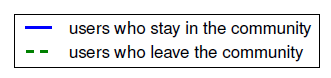 users who stay in the community
users who leave the community